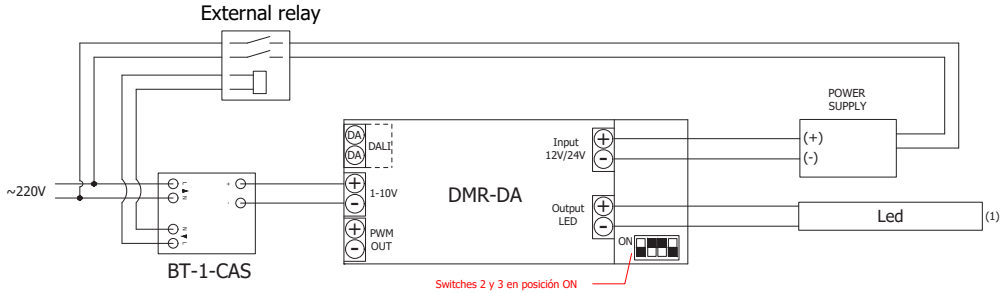 External relay
POWER
SUPPLY
(+)
(-)
DA
DA
DALI
Input
12V/24V
+
-
~220V
L
N
+
-
N
L
+
-
1-10V
DMR-DA
Output
LED
+
-
Led
(1)
+
-
PWM
OUT
ON
BT-1-CAS
Switches 2 y 3 en posición ON